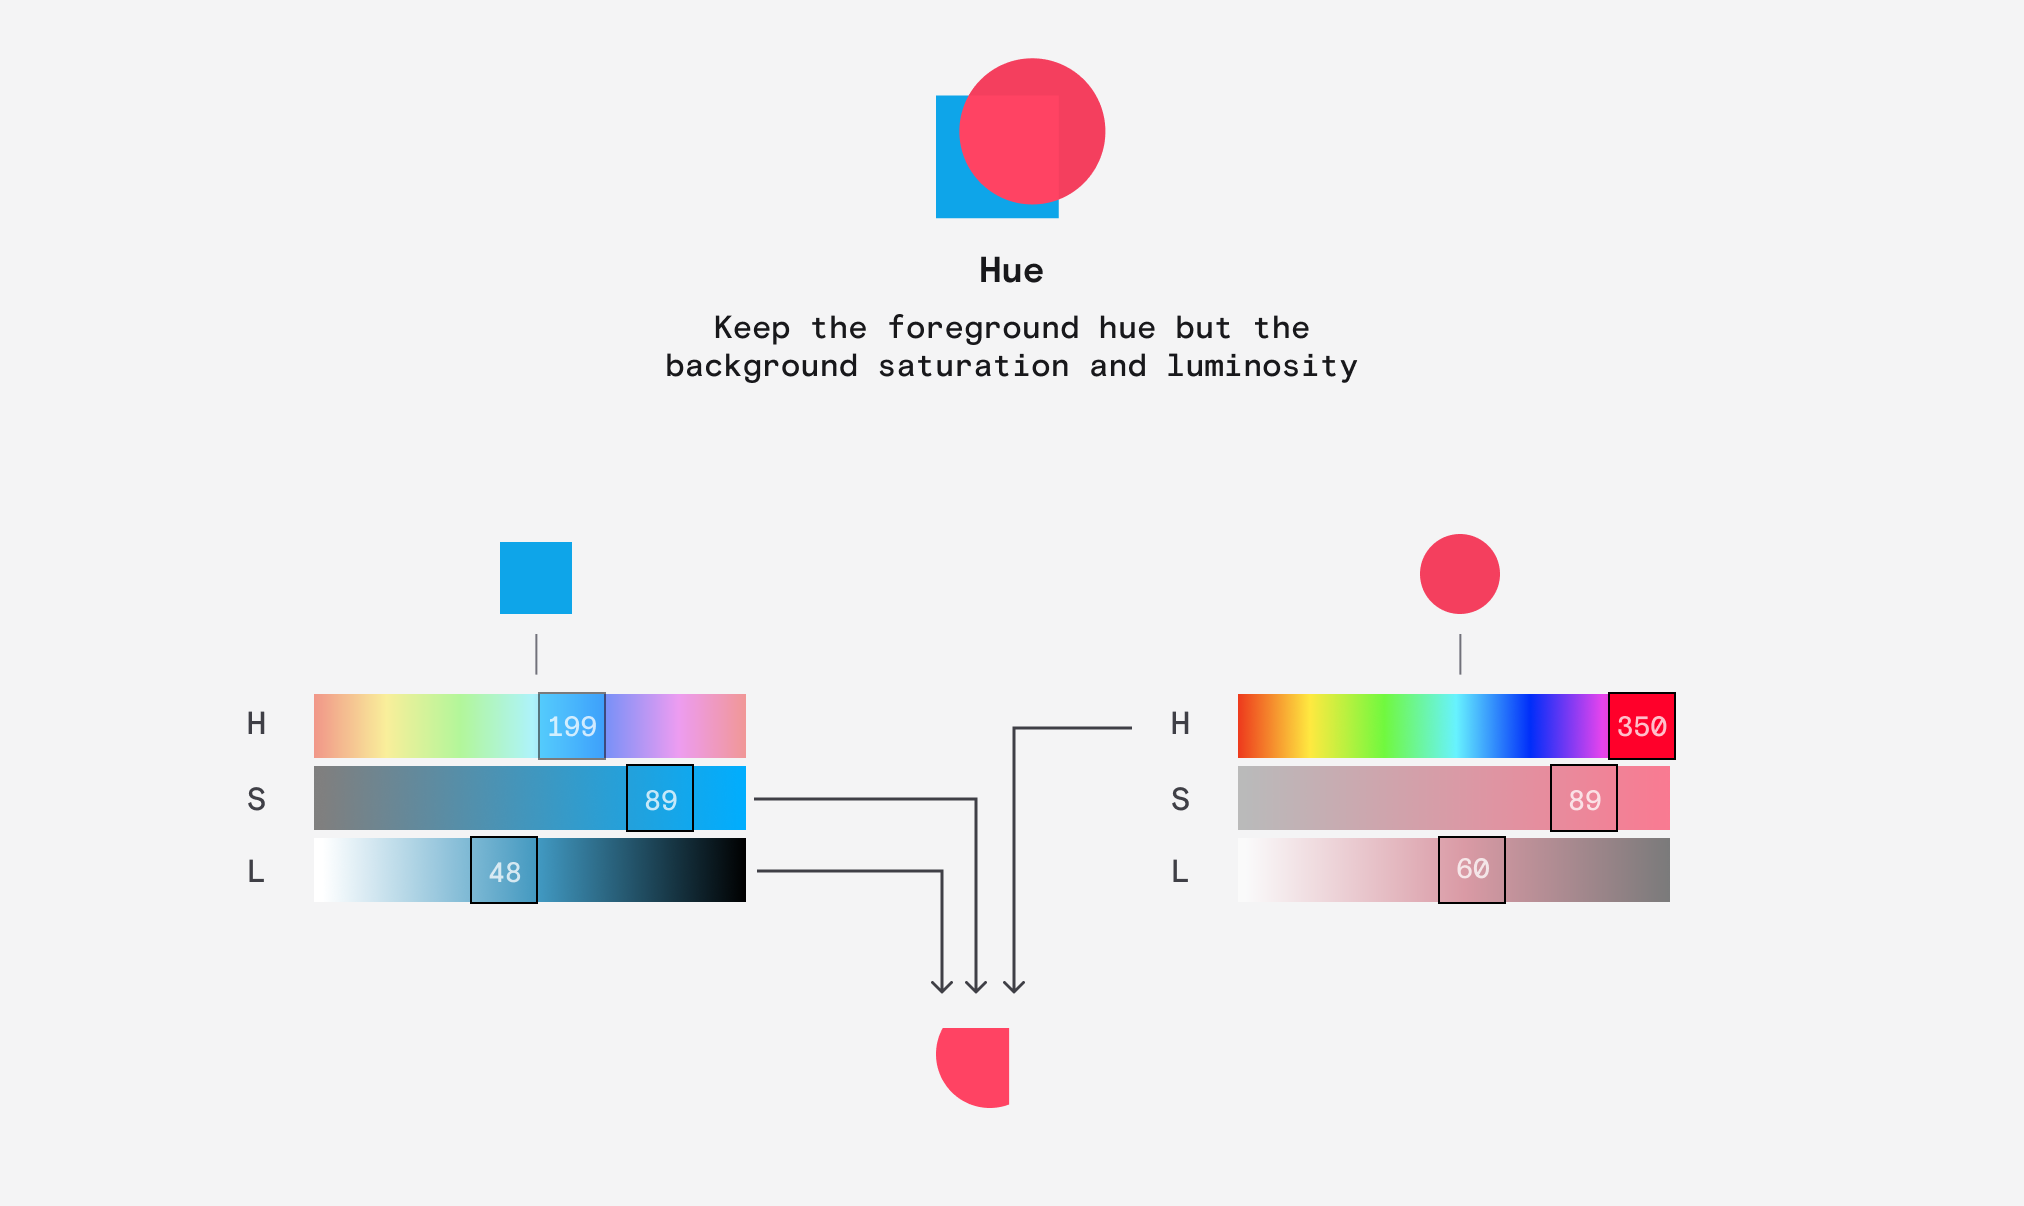 Hue
Keep the foreground hue but the
background saturation and luminosity
H
199
S
89
L
48
H
350
S
89
L
60